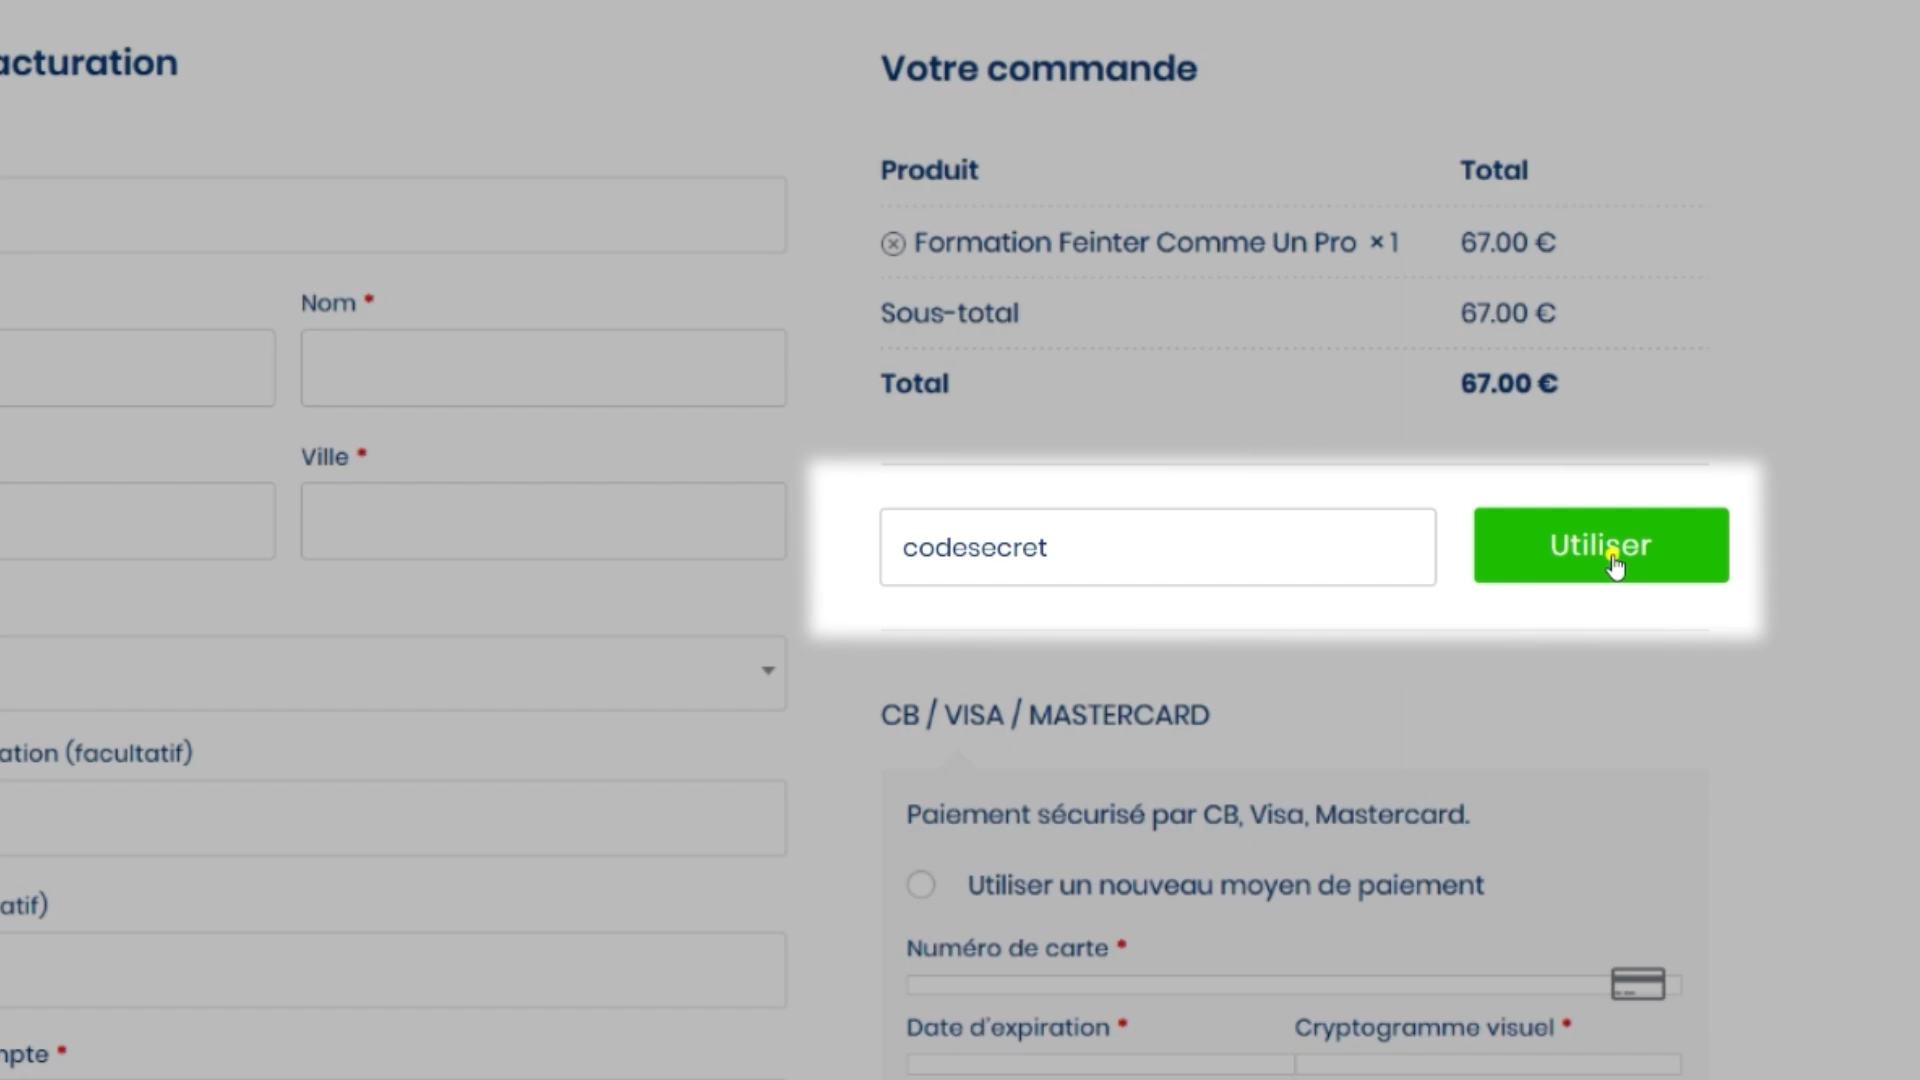 acturation
Nom *
Ville *
ation (facultatif)
atif)
mpte *
Votre commande
Produit Total
Formation Feinter Comme Un Pro × 1 67.00 €
Sous-total 67.00 €
Total 67.00 €
codesecret Utiliser
CB / VISA / MASTERCARD
Paiement sécurisé par CB, Visa, Mastercard.
Utiliser un nouveau moyen de paiement
Numéro de carte *
Date d'expiration * Cryptogramme visuel *